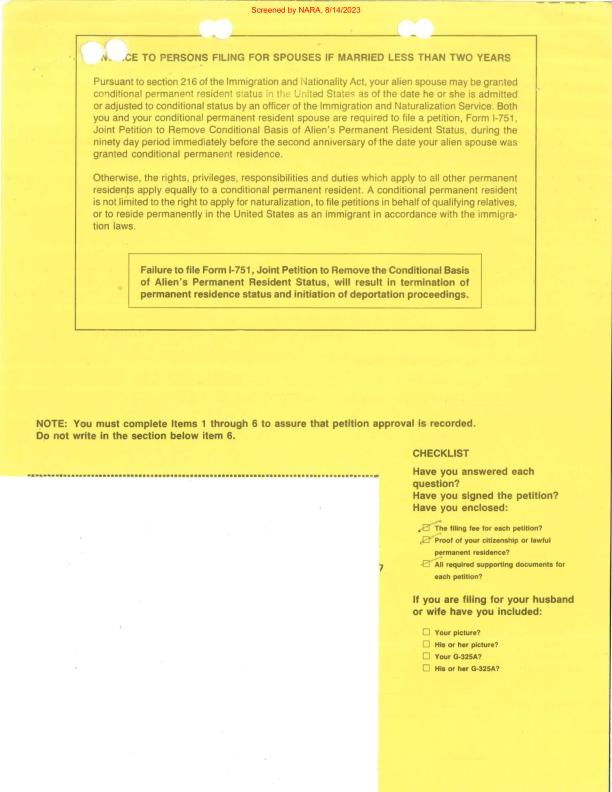 Screened by NARA, 8/14/2023
CE TO PERSONS FILING FOR SPOUSES IF MARRIED LESS THAN TWO YEARS
Pursuant to section 216 of the Immigration and Nationality Act, your alien spouse may be granted
conditional permanent resident status in the United States as of the date he or she is admitted
or adjusted to conditional status by an officer of the Immigration and Naturalization Service. Both
you and your conditional permanent resident spouse are required to file a petition, Form I-751,
Joint Petition to Remove Conditional Basis of Alien's Permanent Resident Status, during the
ninety day period immediately before the second anniversary of the date your alien spouse was
granted conditional permanent residence.
Otherwise, the rights, privileges, responsibilities and duties which apply to all other permanent
residents apply equally to a conditional permanent resident. A conditional permanent resident
is not limited to the right to apply for naturalization, to file petitions in behalf of qualifying relatives,
or to reside permanently in the United States as an immigrant in accordance with the immigra-
tion laws.
Failure to file Form I-751, Joint Petition to Remove the Conditional Basis
of Alien's Permanent Resident Status, will result in termination of
permanent residence status and initiation of deportation proceedings.
NOTE: You must complete Items 1 through 6 to assure that petition approval is recorded.
Do not write in the section below item 6.
CHECKLIST
Have you answered each
question?
Have you signed the petition?
Have you enclosed:
The filing fee for each petition?
Proof of your citizenship or lawful
permanent residence?
All required supporting documents for
each petition?
7
If you are filing for your husband
or wife have you included:
Your picture?
His or her picture?
Your G-325A?
His or her G-325A?